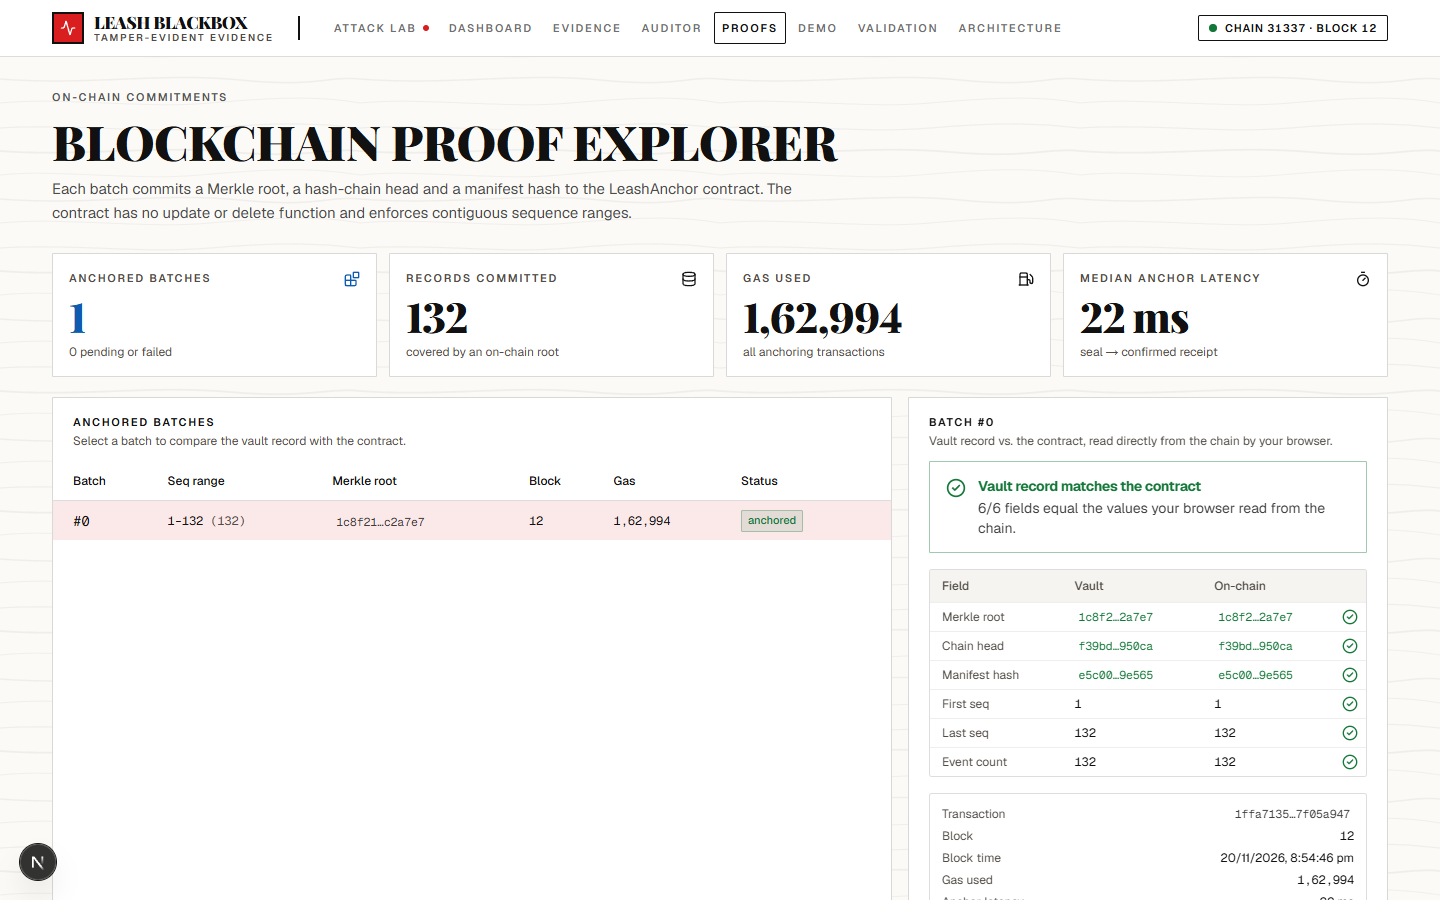 LEASH BLACKBOX
TAMPER-EVIDENT EVIDENCE
ATTACK LAB
DASHBOARD
EVIDENCE
AUDITOR
PROOFS
DEMO
VALIDATION
ARCHITECTURE
CHAIN 31337 · BLOCK 12
ON-CHAIN COMMITMENTS
BLOCKCHAIN PROOF EXPLORER
Each batch commits a Merkle root, a hash-chain head and a manifest hash to the LeashAnchor contract. The
contract has no update or delete function and enforces contiguous sequence ranges.
ANCHORED BATCHES
1
0 pending or failed
RECORDS COMMITTED
132
covered by an on-chain root
GAS USED
1,62,994
all anchoring transactions
MEDIAN ANCHOR LATENCY
22 ms
seal → confirmed receipt
ANCHORED BATCHES
Select a batch to compare the vault record with the contract.
Batch Seq range Merkle root Block Gas Status
#0 1–132 (132) 1c8f21…c2a7e7 12 1,62,994 anchored
BATCH #0
Vault record vs. the contract, read directly from the chain by your browser.
Vault record matches the contract
6/6 fields equal the values your browser read from the
chain.
Field Vault On-chain
Merkle root 1c8f2…2a7e7 1c8f2…2a7e7
Chain head f39bd…950ca f39bd…950ca
Manifest hash e5c00…9e565 e5c00…9e565
First seq 1 1
Last seq 132 132
Event count 132 132
Transaction 1ffa7135…7f05a947
Block 12
Block time 20/11/2026, 8:54:46 pm
Gas used 1,62,994
N